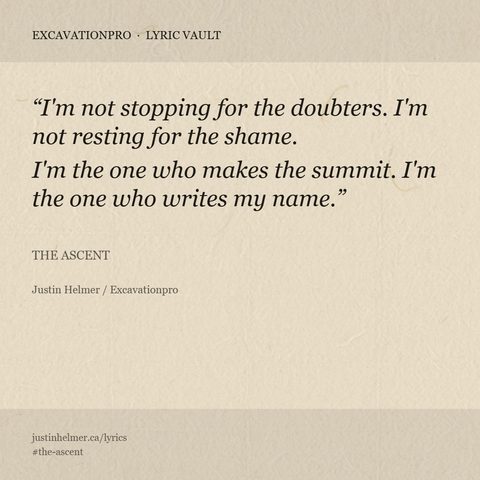 EXCAVATIONPRO · LYRIC VAULT
“I'm not stopping for the doubters. I'm
not resting for the shame.
I'm the one who makes the summit. I'm
the one who writes my name.”
THE ASCENT
Justin Helmer / Excavationpro
justinhelmer.ca/lyrics
#the-ascent